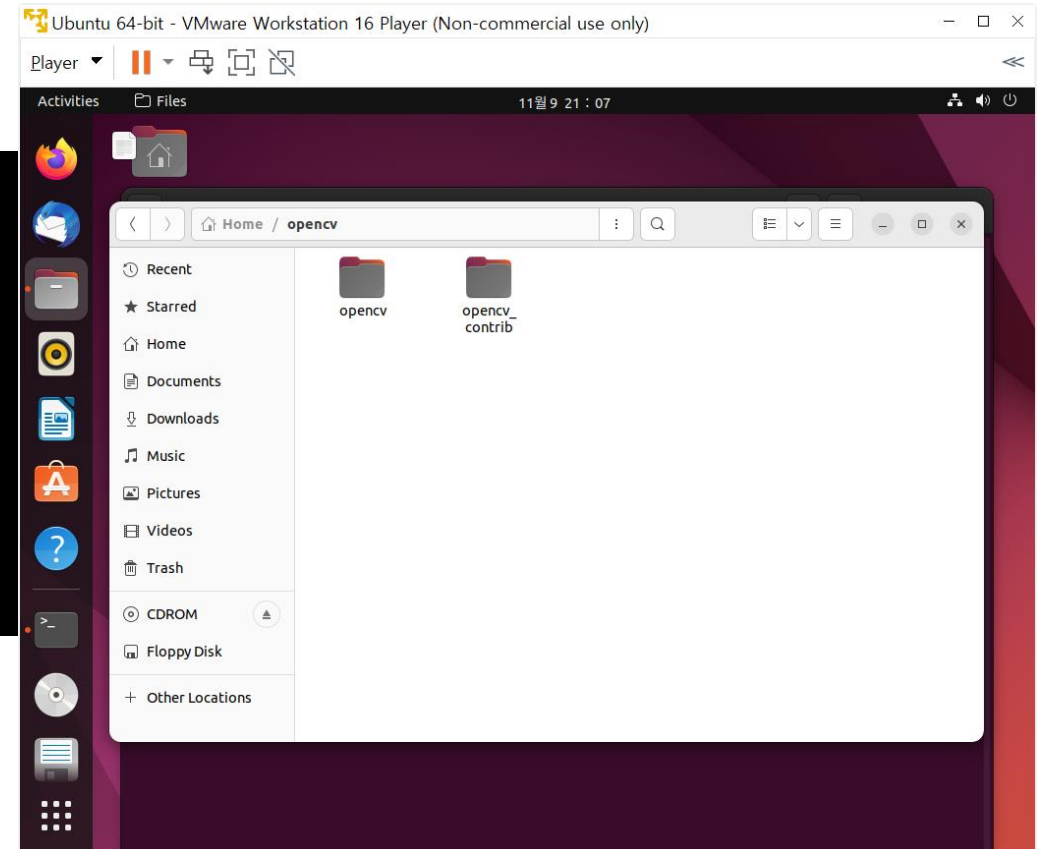 Ubuntu 64-bit - VMware Workstation 16 Player (Non-commercial use only)
Player
Activities Files 11월 9 21：07
Home / opencv
Recent
Starred
Home
Documents
Downloads
Music
Pictures
Videos
Trash
CDROM
Floppy Disk
+ Other Locations
opencv
opencv_
contrib